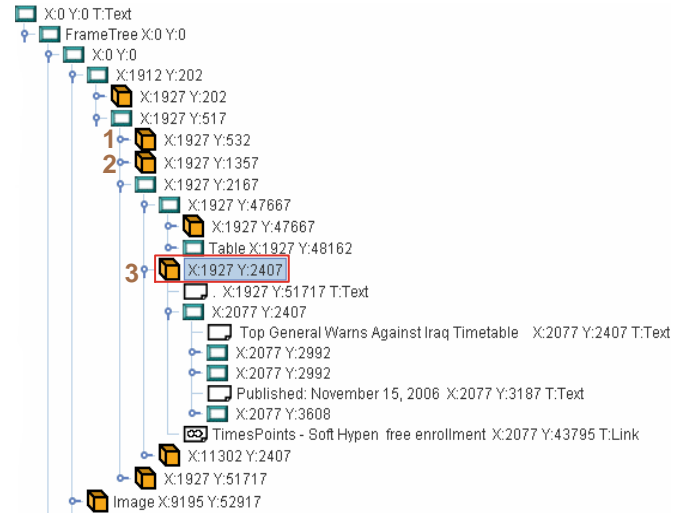 X:0 Y:0 T:Text
FrameTree X:0 Y:0
X:0 Y:0
X:1912 Y:202
X:1927 Y:202
X:1927 Y:517
1 X:1927 Y:532
2 X:1927 Y:1357
X:1927 Y:2167
X:1927 Y:47667
X:1927 Y:47667
Table X:1927 Y:48162
3 X:1927 Y:2407
. X:1927 Y:51717 T:Text
X:2077 Y:2407
Top General Warns Against Iraq Timetable X:2077 Y:2407 T:Text
X:2077 Y:2992
X:2077 Y:2992
Published: November 15, 2006 X:2077 Y:3187 T:Text
X:2077 Y:3608
TimesPoints - Soft Hypen free enrollment X:2077 Y:43795 T:Link
X:11302 Y:2407
X:1927 Y:51717
Image X:9195 Y:52917